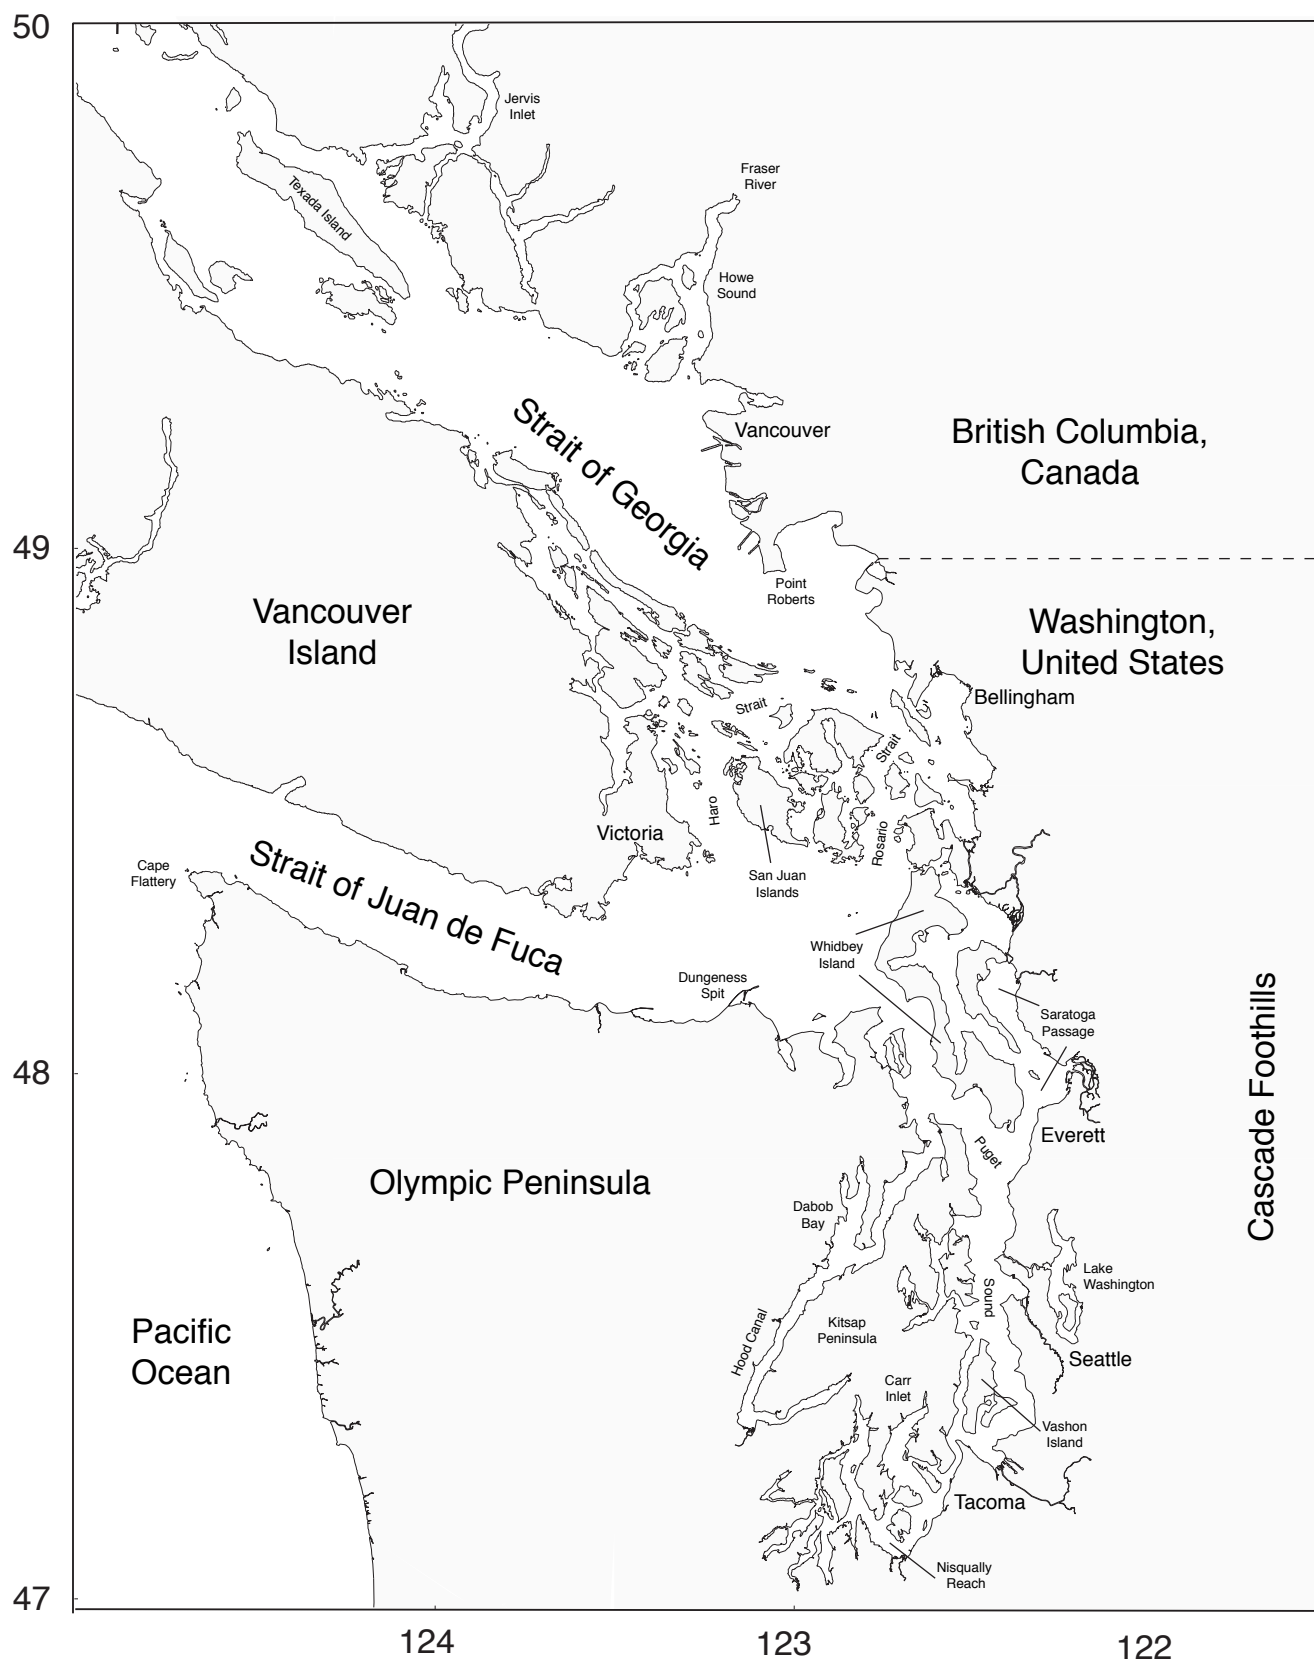 50
Jervis
Inlet
Fraser
River
Texada Island
Howe
Sound
Strait of Georgia
Vancouver
British Columbia,
Canada
49
Point
Roberts
Vancouver
Island
Washington,
United States
Bellingham
Strait
Strait
Haro
Rosario
Victoria
Cape
Flattery
Strait of Juan de Fuca
San Juan
Islands
Whidbey
Island
Dungeness
Spit
Saratoga
Passage
Cascade Foothills
48
Everett
Puget
Olympic Peninsula
Dabob
Bay
Lake
Washington
Sound
Pacific
Ocean
Hood Canal
Kitsap
Peninsula
Seattle
Carr
Inlet
Vashon
Island
Tacoma
Nisqually
Reach
47
124
123
122